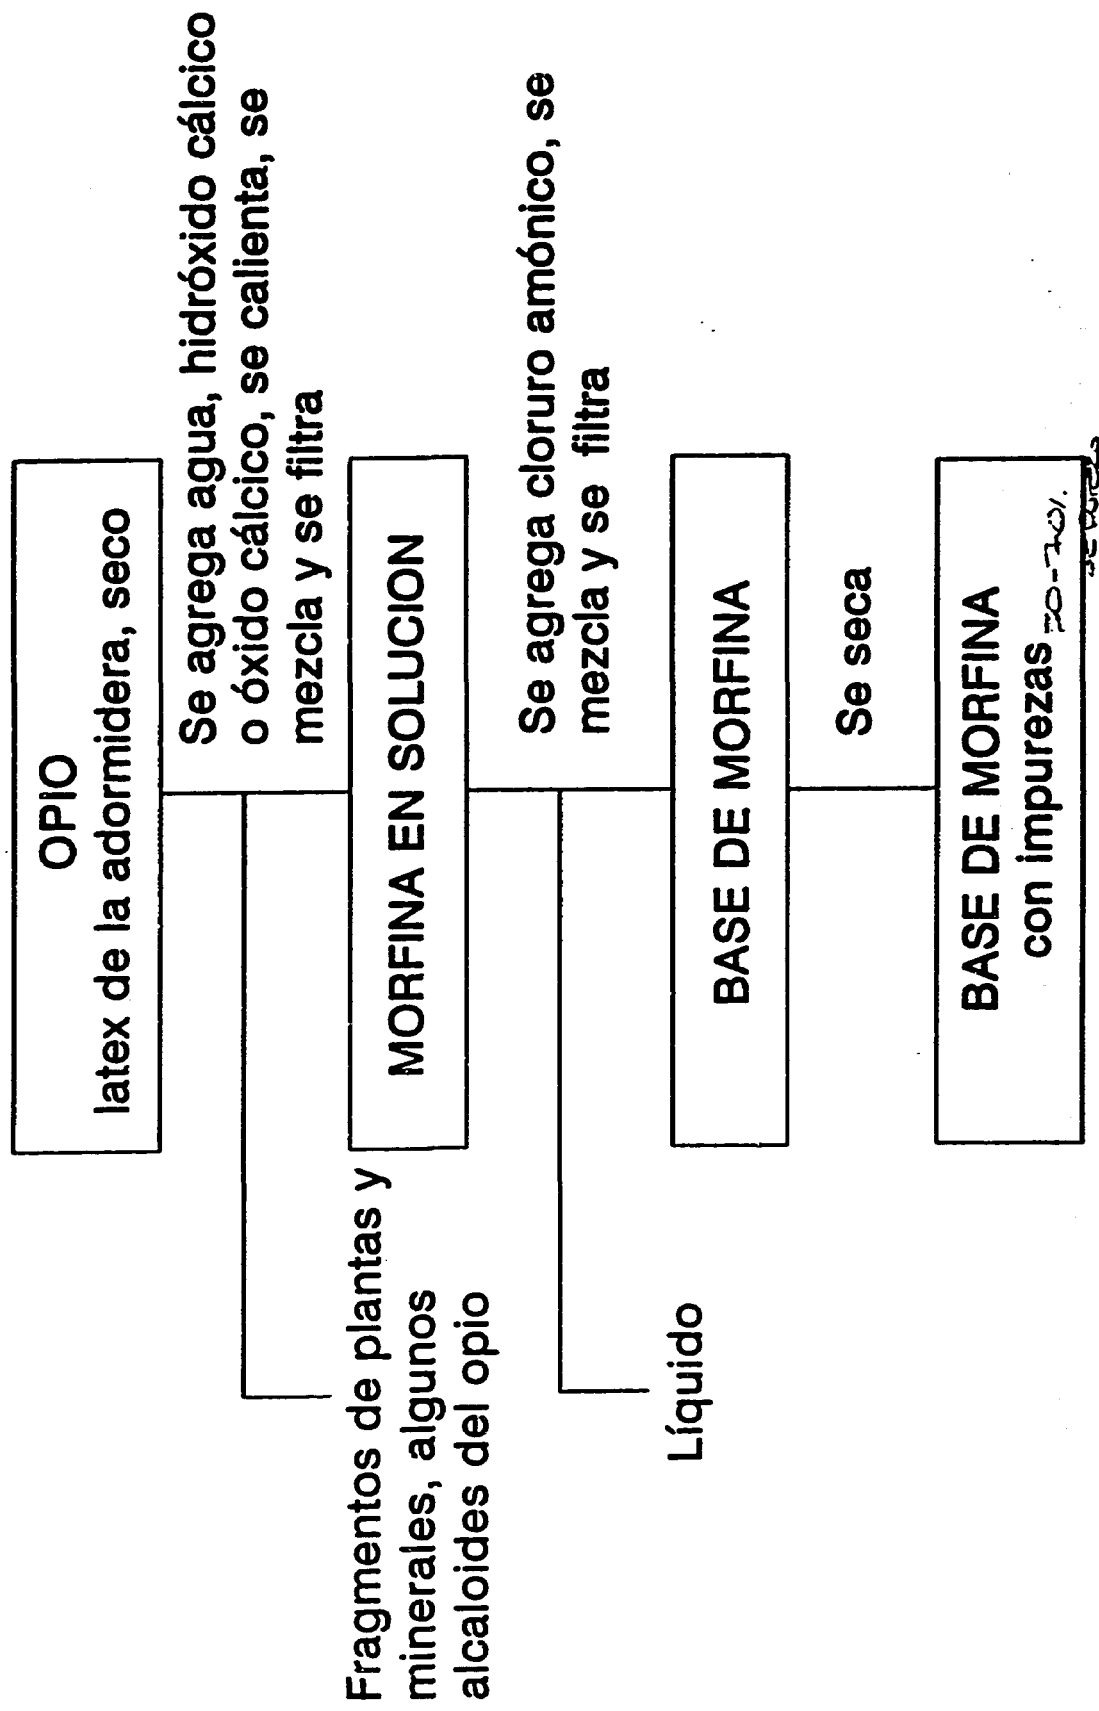 OPIO
latex de la adormidera, seco
Se agrega agua, hidróxido cálcico
o óxido cálcico, se calienta, se
mezcla y se filtra
Fragmentos de plantas y
minerales, algunos
alcaloides del opio
MORFINA EN SOLUCION
Se agrega cloruro amónico, se
mezcla y se filtra
Líquido
BASE DE MORFINA
Se seca
BASE DE MORFINA
con impurezas